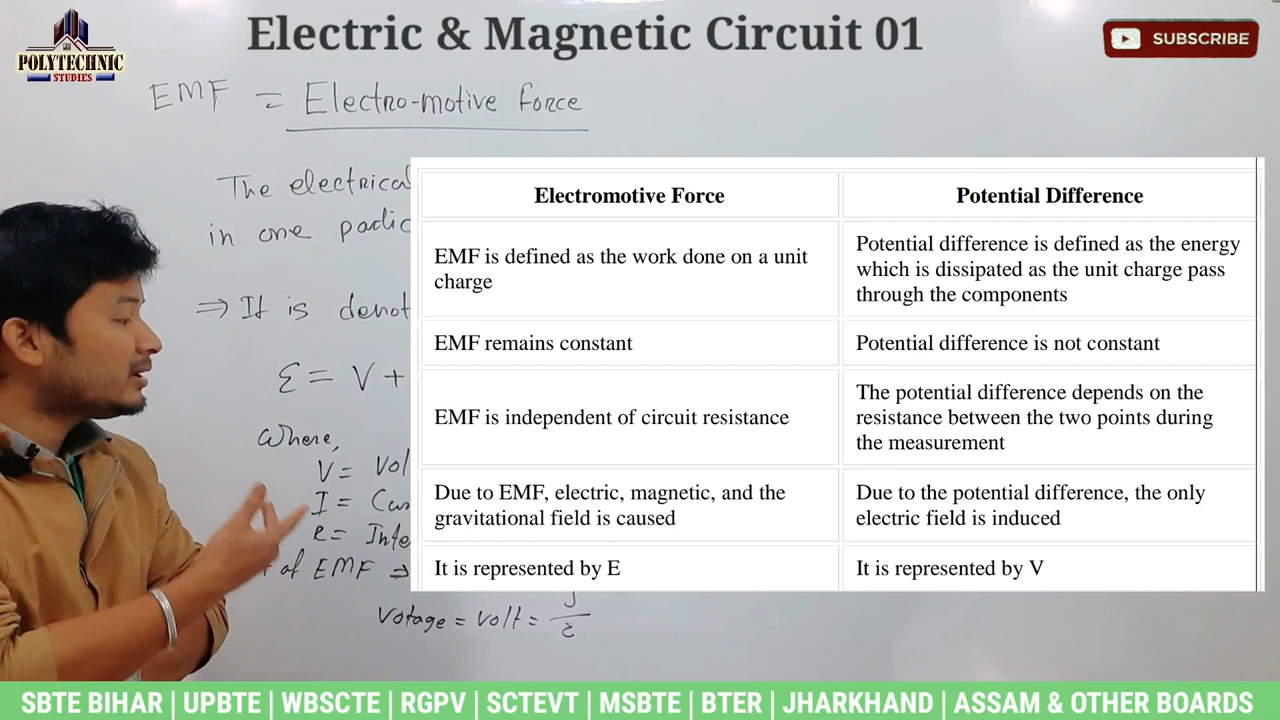 Electric & Magnetic Circuit 01
POLYTECHNIC
STUDIES
SUBSCRIBE
EMF = Electro-motive force
The electrical
in one partic
⇒ It is denot
Ɛ = V +
Where,
V = Vol
I = Cur
R = Inte
of EMF ⇒
Votage = volt = J
c
Electromotive Force
Potential Difference
EMF is defined as the work done on a unit
charge
Potential difference is defined as the energy
which is dissipated as the unit charge pass
through the components
EMF remains constant
Potential difference is not constant
EMF is independent of circuit resistance
The potential difference depends on the
resistance between the two points during
the measurement
Due to EMF, electric, magnetic, and the
gravitational field is caused
Due to the potential difference, the only
electric field is induced
It is represented by E
It is represented by V
SBTE BIHAR | UPBTE | WBSCTE | RGPV | SCTEVT | MSBTE | BTER | JHARKHAND | ASSAM & OTHER BOARDS